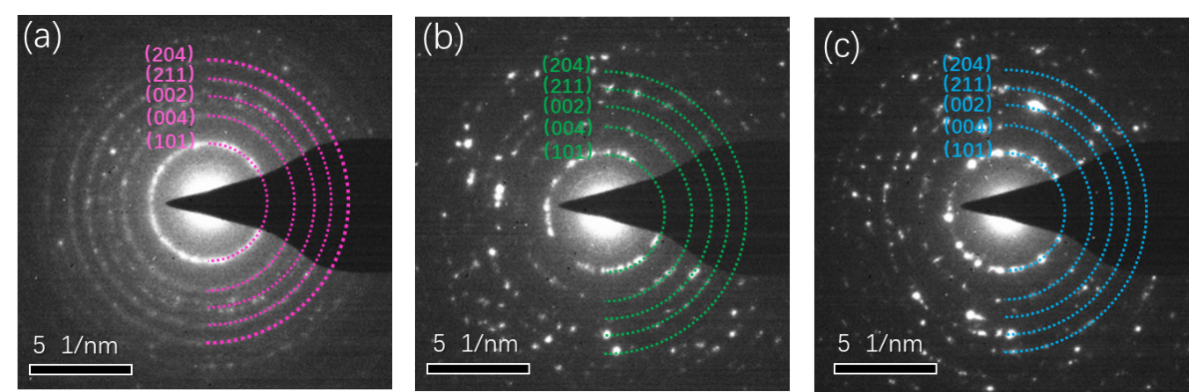 (a)
(204)
(211)
(002)
(004)
(101)
5 1/nm
(b)
(204)
(211)
(002)
(004)
(101)
5 1/nm
(c)
(204)
(211)
(002)
(004)
(101)
5 1/nm